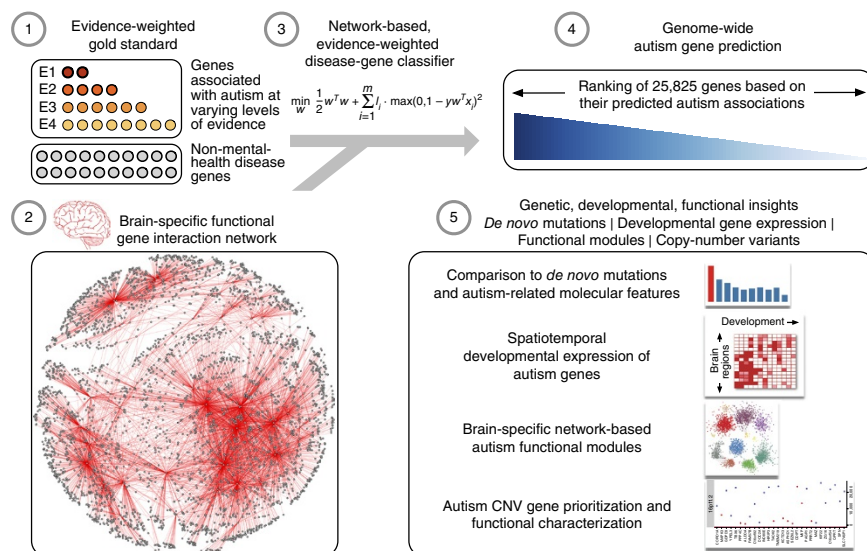 1
Evidence-weighted
gold standard
E1
E2
E3
E4
Genes
associated
with autism at
varying levels
of evidence
Non-mental-
health disease
genes
3
Network-based,
evidence-weighted
disease-gene classifier
min w 1/2 wᵀw + m ∑ i=1 lᵢ · max(0,1 – ywᵀxᵢ)²
4
Genome-wide
autism gene prediction
Ranking of 25,825 genes based on
their predicted autism associations
2
Brain-specific functional
gene interaction network
5
Genetic, developmental, functional insights
De novo mutations | Developmental gene expression |
Functional modules | Copy-number variants
Comparison to de novo mutations
and autism-related molecular features
Spatiotemporal
developmental expression of
autism genes
Development
Brain
regions
Brain-specific network-based
autism functional modules
Autism CNV gene prioritization and
functional characterization
16p11.2